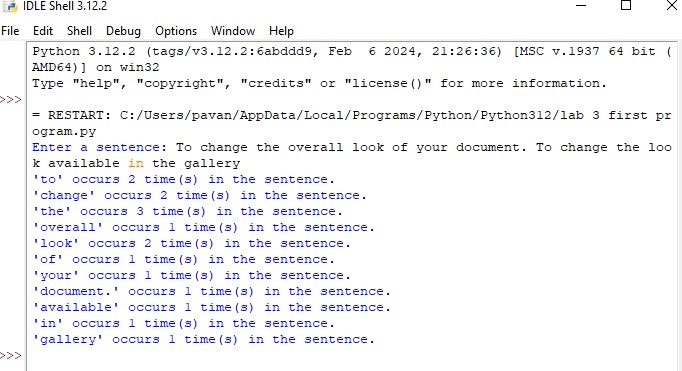 IDLE Shell 3.12.2
File Edit Shell Debug Options Window Help
Python 3.12.2 (tags/v3.12.2:6abddd9, Feb  6 2024, 21:26:36) [MSC v.1937 64 bit (
AMD64)] on win32
Type "help", "copyright", "credits" or "license()" for more information.
>>>
= RESTART: C:/Users/pavan/AppData/Local/Programs/Python/Python312/lab 3 first pr
ogram.py
Enter a sentence: To change the overall look of your document. To change the loo
k available in the gallery
'to' occurs 2 time(s) in the sentence.
'change' occurs 2 time(s) in the sentence.
'the' occurs 3 time(s) in the sentence.
'overall' occurs 1 time(s) in the sentence.
'look' occurs 2 time(s) in the sentence.
'of' occurs 1 time(s) in the sentence.
'your' occurs 1 time(s) in the sentence.
'document.' occurs 1 time(s) in the sentence.
'available' occurs 1 time(s) in the sentence.
'in' occurs 1 time(s) in the sentence.
'gallery' occurs 1 time(s) in the sentence.
>>>